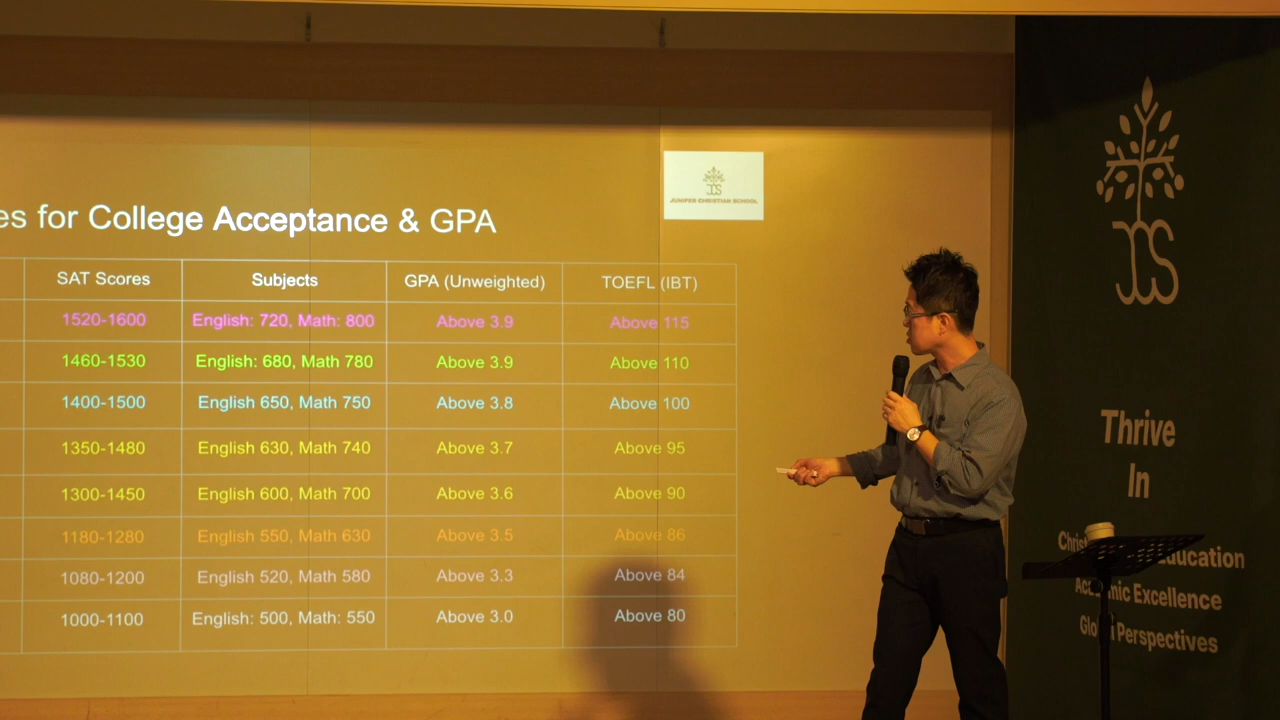 es for College Acceptance & GPA
SAT Scores Subjects GPA (Unweighted) TOEFL (IBT)
1520-1600 English: 720, Math: 800 Above 3.9 Above 115
1460-1530 English: 680, Math 780 Above 3.9 Above 110
1400-1500 English 650, Math 750 Above 3.8 Above 100
1350-1480 English 630, Math 740 Above 3.7 Above 95
1300-1450 English 600, Math 700 Above 3.6 Above 90
1180-1280 English 550, Math 630 Above 3.5 Above 86
1080-1200 English 520, Math 580 Above 3.3 Above 84
1000-1100 English: 500, Math: 550 Above 3.0 Above 80
JCS
JUNIPER CHRISTIAN SCHOOL
JCS
Thrive
In
Christ Education
Academic Excellence
Global Perspectives